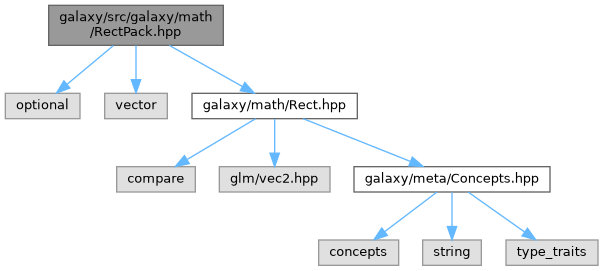 galaxy/src/galaxy/math
/RectPack.hpp
optional
vector
galaxy/math/Rect.hpp
compare
glm/vec2.hpp
galaxy/meta/Concepts.hpp
concepts
string
type_traits